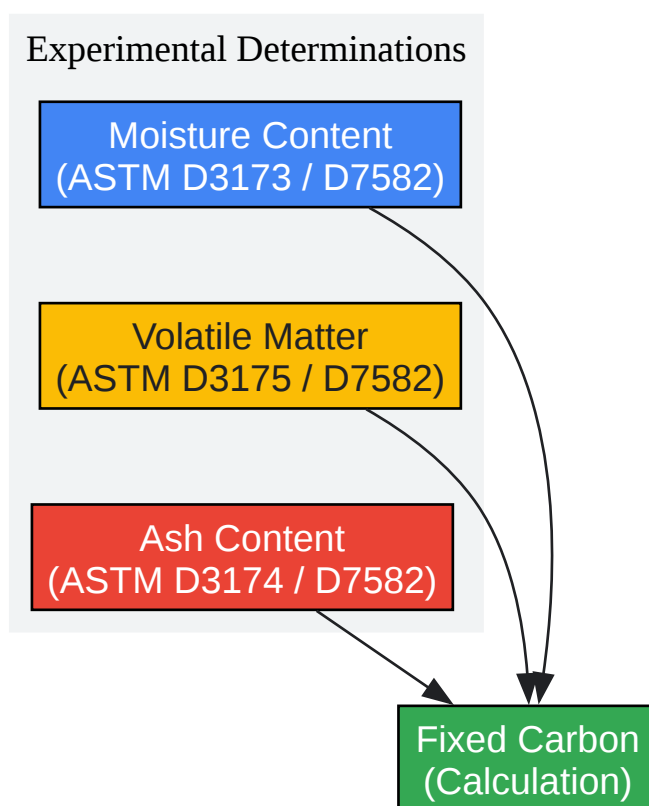 Experimental Determinations
Moisture Content
(ASTM D3173 / D7582)
Volatile Matter
(ASTM D3175 / D7582)
Ash Content
(ASTM D3174 / D7582)
Fixed Carbon
(Calculation)